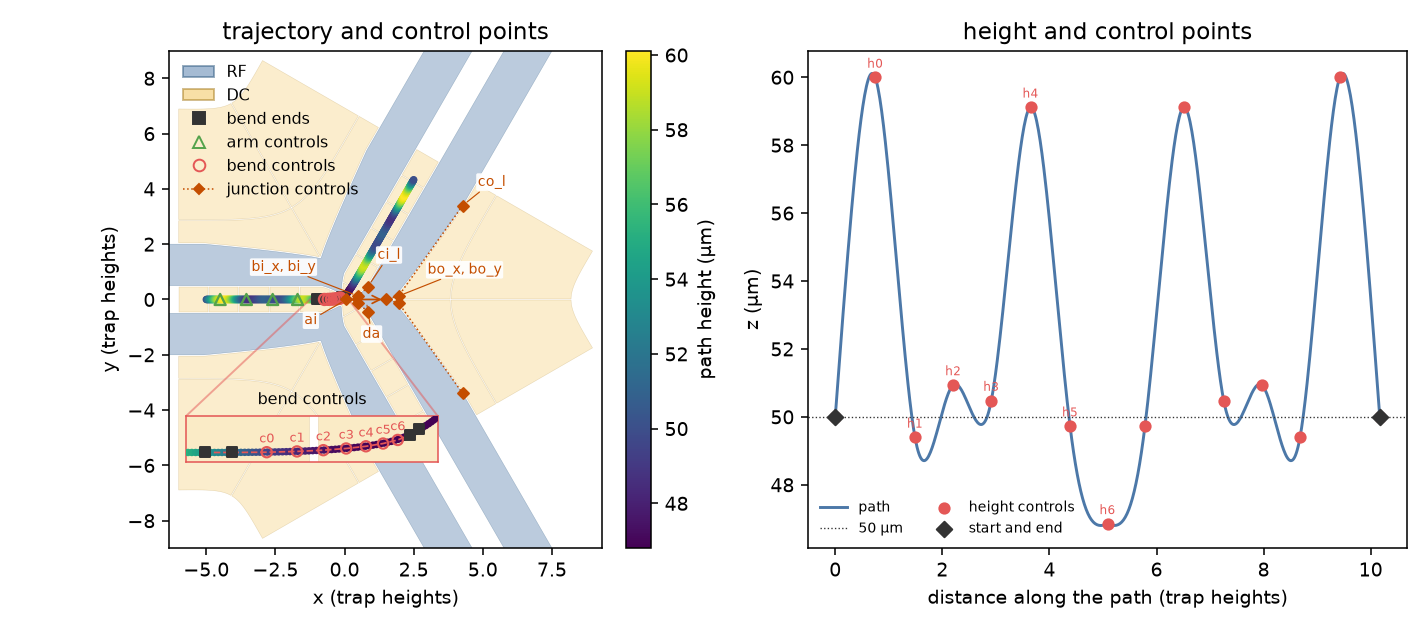 trajectory and control points
RF
DC
bend ends
arm controls
bend controls
junction controls
co_l
ci_l
bi_x, bi_y
bo_x, bo_y
ai
da
bend controls
c0 c1 c2 c3 c4 c5 c6
8
6
4
2
0
−2
−4
−6
−8
y (trap heights)
−5.0 −2.5 0.0 2.5 5.0 7.5
x (trap heights)
60
58
56
54
52
50
48
path height (μm)
height and control points
h0
h4
h2
h3
h1
h5
h6
path
50 μm
height controls
start and end
60
58
56
54
52
50
48
z (μm)
0 2 4 6 8 10
distance along the path (trap heights)